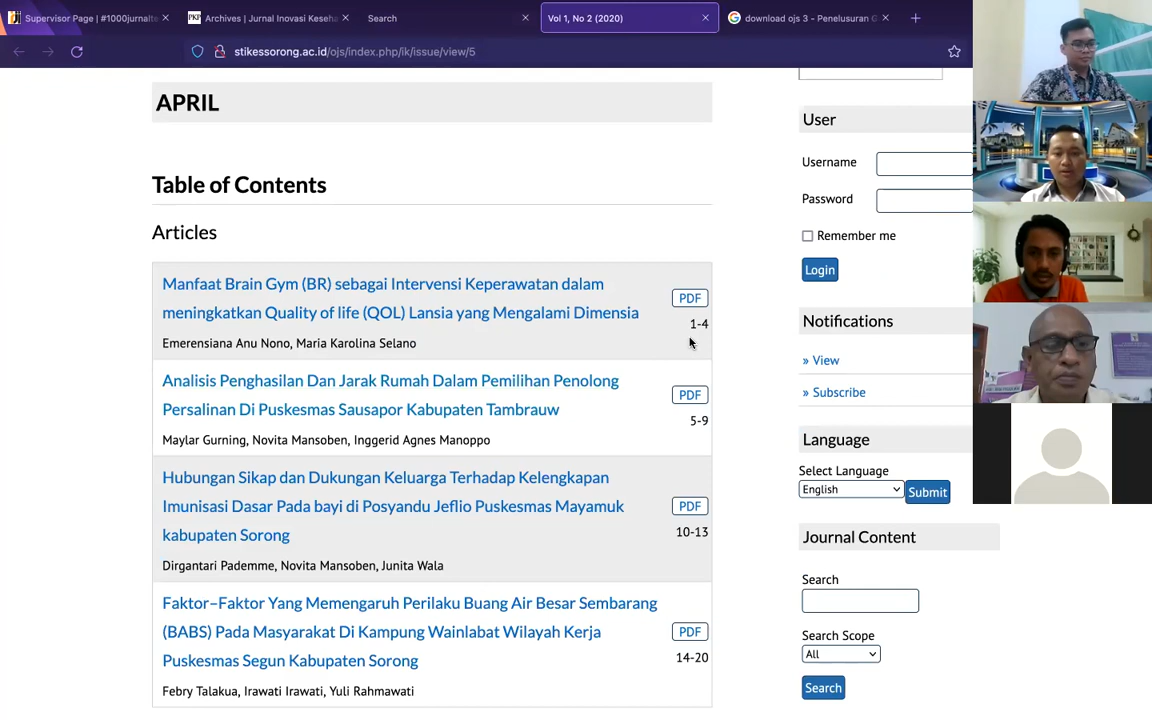 Supervisor Page | #1000jurnalte
Archives | Jurnal Inovasi Keseha
Search
Vol 1, No 2 (2020)
download ojs 3 - Penelusuran G
stikessorong.ac.id/ojs/index.php/ik/issue/view/5
APRIL
Table of Contents
Articles
Manfaat Brain Gym (BR) sebagai Intervensi Keperawatan dalam
meningkatkan Quality of life (QOL) Lansia yang Mengalami Dimensia
PDF
1-4
Emerensiana Anu Nono, Maria Karolina Selano
Analisis Penghasilan Dan Jarak Rumah Dalam Pemilihan Penolong
Persalinan Di Puskesmas Sausapor Kabupaten Tambrauw
PDF
5-9
Maylar Gurning, Novita Mansoben, Inggerid Agnes Manoppo
Hubungan Sikap dan Dukungan Keluarga Terhadap Kelengkapan
Imunisasi Dasar Pada bayi di Posyandu Jeflio Puskesmas Mayamuk
kabupaten Sorong
PDF
10-13
Dirgantari Pademme, Novita Mansoben, Junita Wala
Faktor–Faktor Yang Memengaruh Perilaku Buang Air Besar Sembarang
(BABS) Pada Masyarakat Di Kampung Wainlabat Wilayah Kerja
Puskesmas Segun Kabupaten Sorong
PDF
14-20
Febry Talakua, Irawati Irawati, Yuli Rahmawati
User
Username
Password
Remember me
Login
Notifications
» View
» Subscribe
Language
Select Language
English
Submit
Journal Content
Search
Search Scope
All
Search